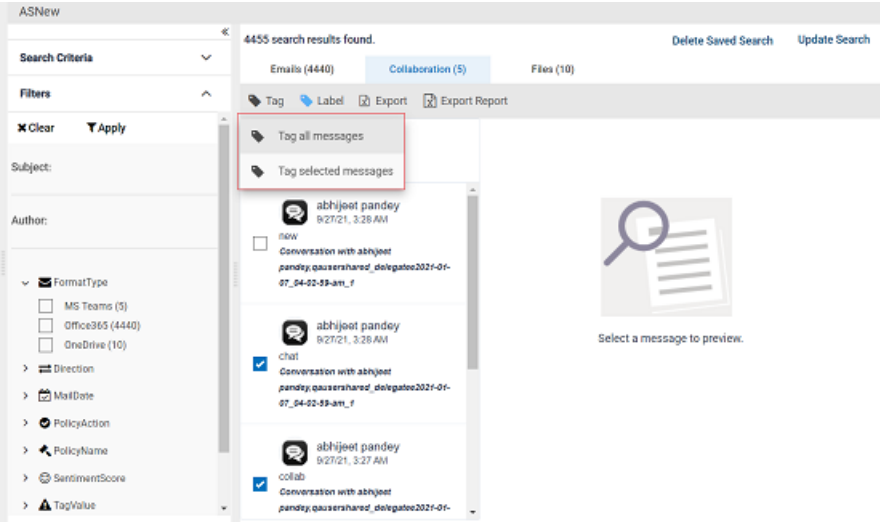 ASNew
«
Search Criteria
Filters
Clear Apply
Subject:
Author:
FormatType
MS Teams (5)
Office365 (4440)
OneDrive (10)
Direction
MailDate
PolicyAction
PolicyName
SentimentScore
TagValue
4455 search results found.
Delete Saved Search Update Search
Emails (4440) Collaboration (5) Files (10)
Tag Label Export Export Report
Tag all messages
Tag selected messages
abhijeet pandey
9/27/21, 3:28 AM
new
Conversation with abhijeet
pandey,qausershared_delegatee2021-01-
07_04-02-59-am_1
abhijeet pandey
9/27/21, 3:28 AM
chat
Conversation with abhijeet
pandey,qausershared_delegatee2021-01-
07_04-02-59-am_1
abhijeet pandey
9/27/21, 3:27 AM
collab
Conversation with abhijeet
pandey,qausershared_delegatee2021-01-
Select a message to preview.